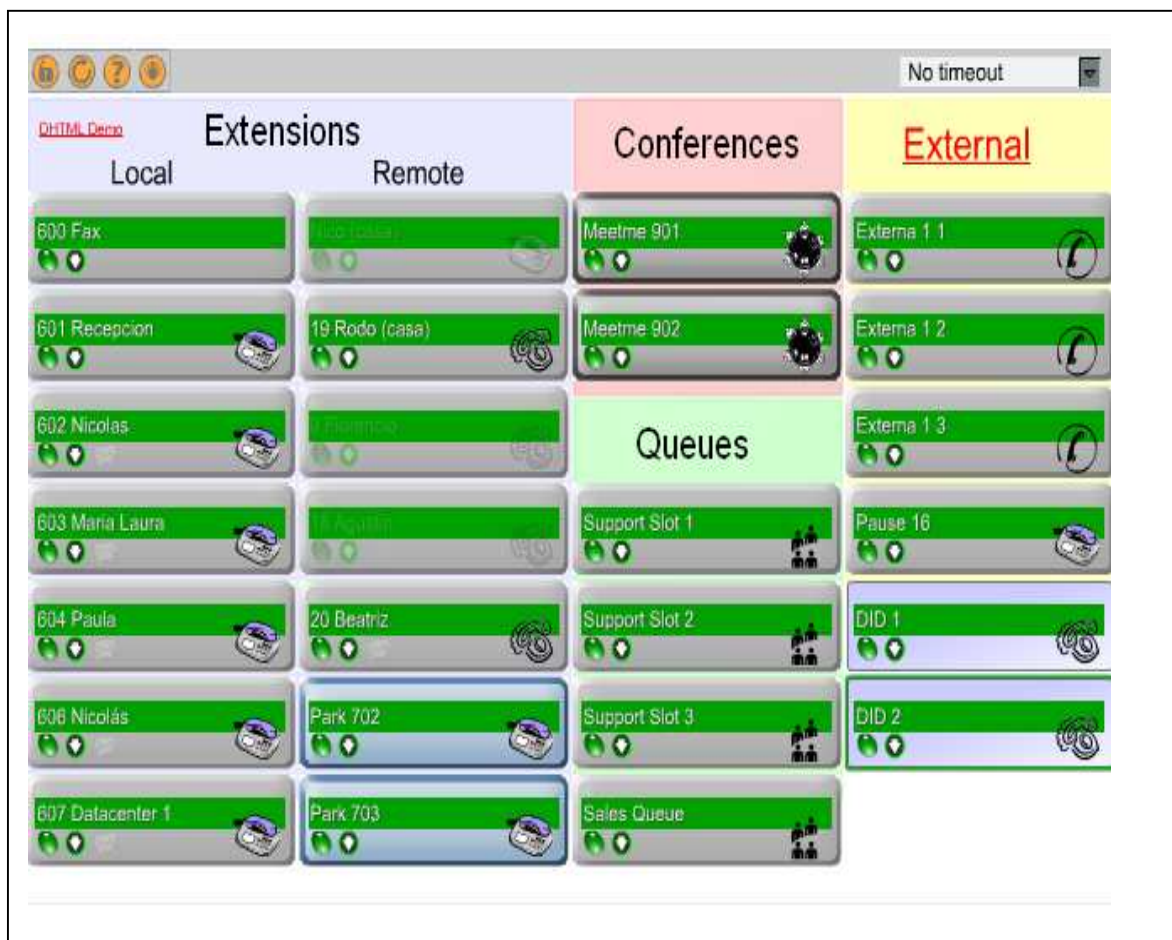 No timeout
DHTML Demo
Extensions
Local
Remote
Conferences
External
600 Fax
Nico (casa)
Meetme 901
Externa 1 1
601 Recepcion
19 Rodo (casa)
Meetme 902
Externa 1 2
602 Nicolas
Queues
Externa 1 3
603 Maria Laura
Support Slot 1
Pause 16
604 Paula
20 Beatriz
Support Slot 2
DID 1
606 Nicolás
Park 702
Support Slot 3
DID 2
607 Datacenter 1
Park 703
Sales Queue